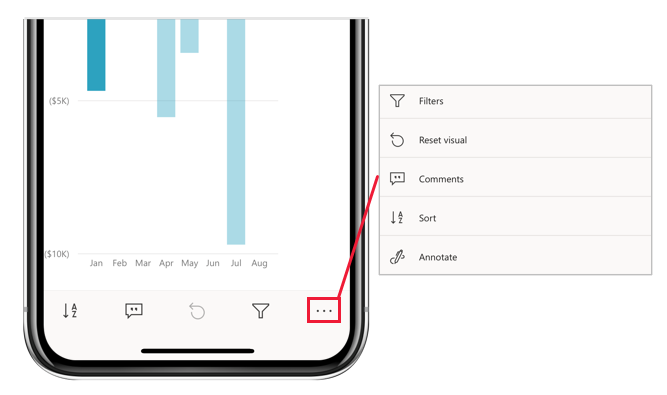 ($5K)
($10K)
Jan Feb Mar Apr May Jun Jul Aug
Filters
Reset visual
Comments
Sort
Annotate